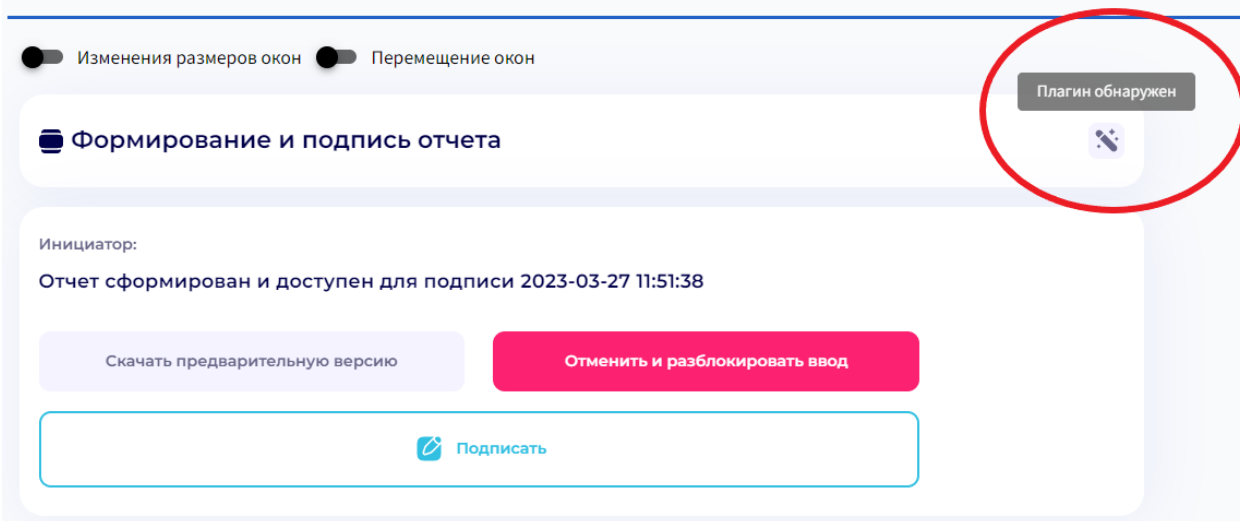 Изменения размеров окон Перемещение окон
Плагин обнаружен
Формирование и подпись отчета
Инициатор:
Отчет сформирован и доступен для подписи 2023-03-27 11:51:38
Скачать предварительную версию Отменить и разблокировать ввод
Подписать